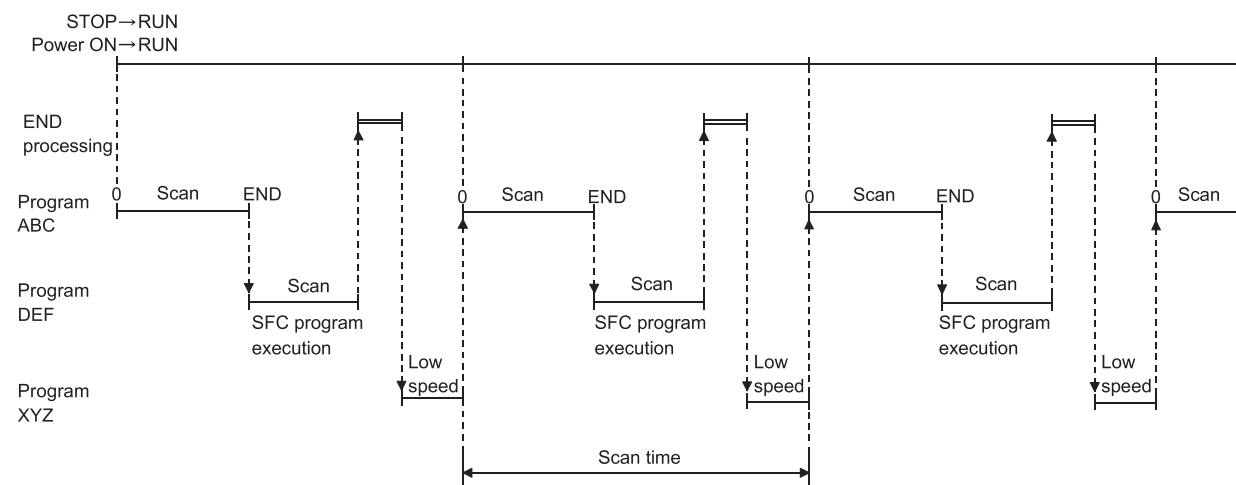 STOP→RUN
Power ON→RUN
END
processing
Program
ABC
0 Scan END 0 Scan END 0 Scan END 0 Scan
Program
DEF
Scan Scan Scan
SFC program
execution
SFC program
execution
SFC program
execution
Program
XYZ
Low
speed
Low
speed
Low
speed
Scan time